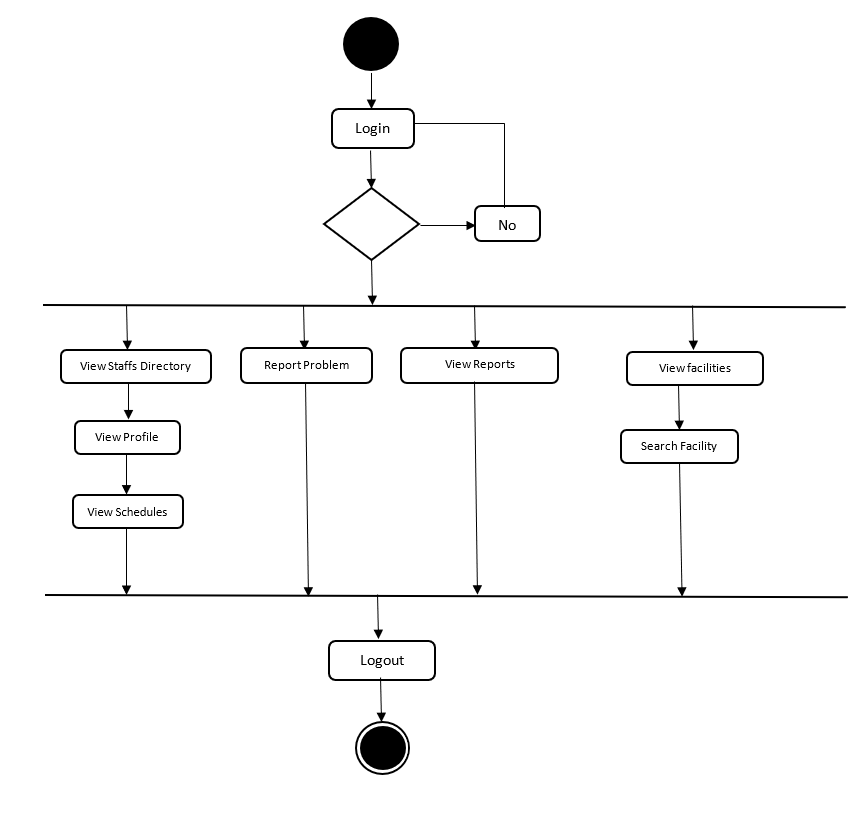 Login
No
View Staffs Directory
Report Problem
View Reports
View facilities
View Profile
Search Facility
View Schedules
Logout